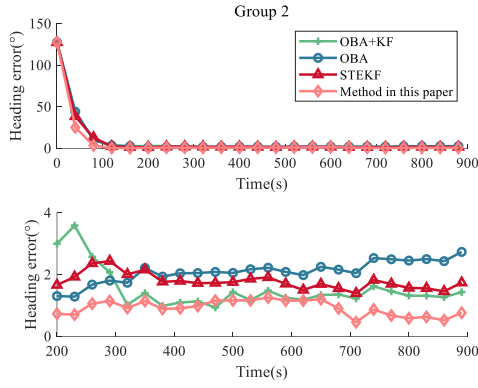 Group 2
150
100
50
0
Heading error(°)
OBA+KF
OBA
STEKF
Method in this paper
0 100 200 300 400 500 600 700 800 900
Time(s)
4
2
0
Heading error(°)
200 300 400 500 600 700 800 900
Time(s)